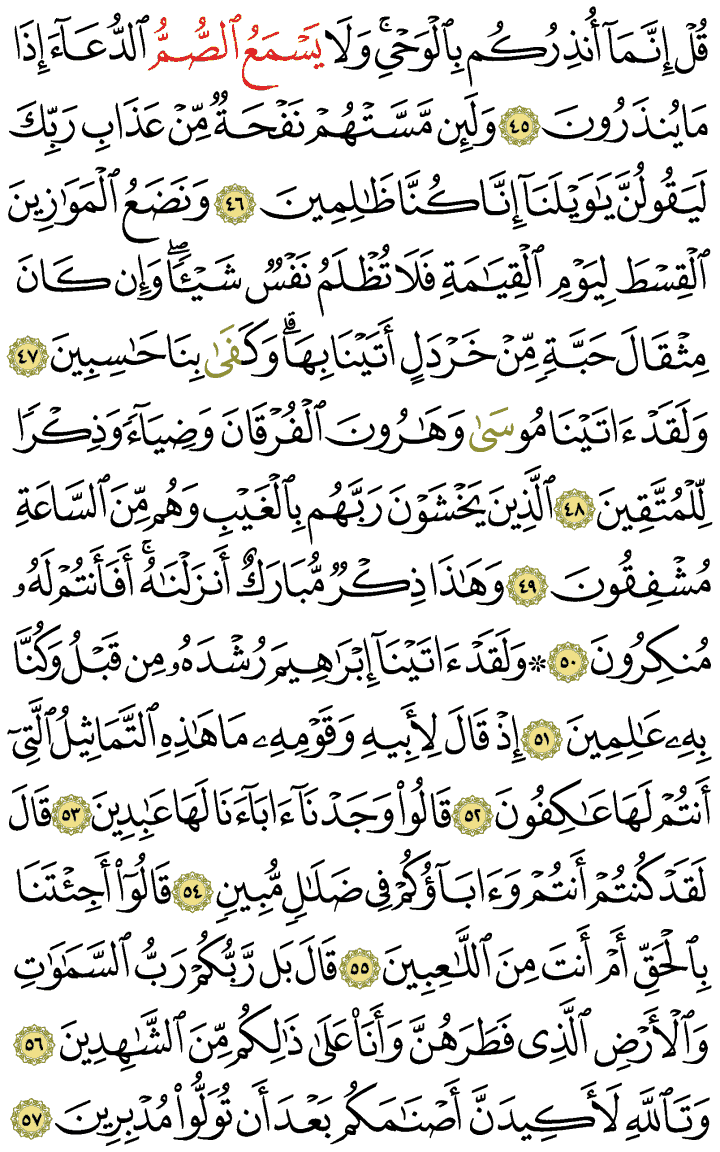 قُلْ إِنَّمَآ أُنذِرُكُم بِٱلْوَحْىِۚ وَلَا يَسْمَعُ ٱلصُّمُّ ٱلدُّعَآءَ إِذَا
مَا يُنذَرُونَ ٤٥ وَلَئِن مَّسَّتْهُمْ نَفْحَةٌ مِّنْ عَذَابِ رَبِّكَ
لَيَقُولُنَّ يَٰوَيْلَنَآ إِنَّا كُنَّا ظَٰلِمِينَ ٤٦ وَنَضَعُ ٱلْمَوَٰزِينَ
ٱلْقِسْطَ لِيَوْمِ ٱلْقِيَٰمَةِ فَلَا تُظْلَمُ نَفْسٌ شَيْـًٔاۖ وَإِن كَانَ
مِثْقَالَ حَبَّةٍ مِّنْ خَرْدَلٍ أَتَيْنَا بِهَاۗ وَكَفَىٰ بِنَا حَٰسِبِينَ ٤٧
وَلَقَدْ ءَاتَيْنَا مُوسَىٰ وَهَٰرُونَ ٱلْفُرْقَانَ وَضِيَآءً وَذِكْرًا
لِّلْمُتَّقِينَ ٤٨ ٱلَّذِينَ يَخْشَوْنَ رَبَّهُم بِٱلْغَيْبِ وَهُم مِّنَ ٱلسَّاعَةِ
مُشْفِقُونَ ٤٩ وَهَٰذَا ذِكْرٌ مُّبَارَكٌ أَنزَلْنَٰهُۚ أَفَأَنتُمْ لَهُۥ
مُنكِرُونَ ٥٠ ۞ وَلَقَدْ ءَاتَيْنَآ إِبْرَٰهِيمَ رُشْدَهُۥ مِن قَبْلُ وَكُنَّا
بِهِۦ عَٰلِمِينَ ٥١ إِذْ قَالَ لِأَبِيهِ وَقَوْمِهِۦ مَا هَٰذِهِ ٱلتَّمَاثِيلُ ٱلَّتِىٓ
أَنتُمْ لَهَا عَٰكِفُونَ ٥٢ قَالُوا۟ وَجَدْنَآ ءَابَآءَنَا لَهَا عَٰبِدِينَ ٥٣ قَالَ
لَقَدْ كُنتُمْ أَنتُمْ وَءَابَآؤُكُمْ فِى ضَلَٰلٍ مُّبِينٍ ٥٤ قَالُوٓا۟ أَجِئْتَنَا
بِٱلْحَقِّ أَمْ أَنتَ مِنَ ٱللَّٰعِبِينَ ٥٥ قَالَ بَل رَّبُّكُمْ رَبُّ ٱلسَّمَٰوَٰتِ
وَٱلْأَرْضِ ٱلَّذِى فَطَرَهُنَّ وَأَنَا۠ عَلَىٰ ذَٰلِكُم مِّنَ ٱلشَّٰهِدِينَ ٥٦
وَتَٱللَّهِ لَأَكِيدَنَّ أَصْنَٰمَكُم بَعْدَ أَن تُوَلُّوا۟ مُدْبِرِينَ ٥٧